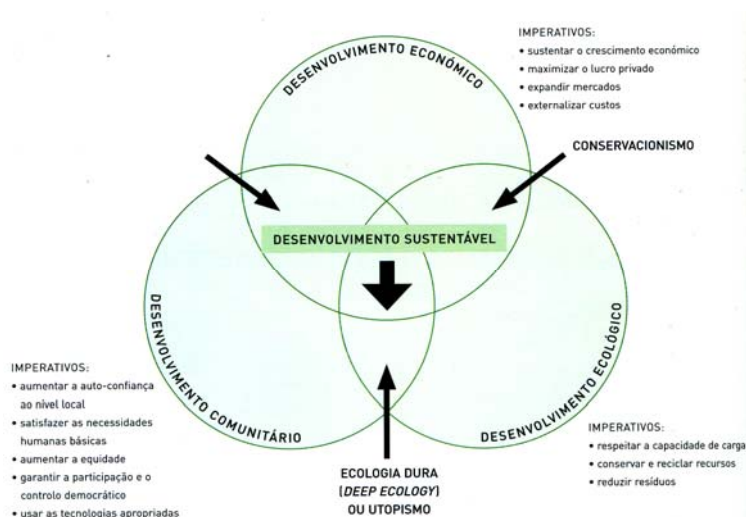 DESENVOLVIMENTO ECONÓMICO
IMPERATIVOS:
• sustentar o crescimento económico
• maximizar o lucro privado
• expandir mercados
• externalizar custos
CONSERVACIONISMO
DESENVOLVIMENTO SUSTENTÁVEL
DESENVOLVIMENTO COMUNITÁRIO
DESENVOLVIMENTO ECOLÓGICO
IMPERATIVOS:
• aumentar a auto-confiança
ao nível local
• satisfazer as necessidades
humanas básicas
• aumentar a equidade
• garantir a participação e o
controlo democrático
• usar as tecnologias apropriadas
ECOLOGIA DURA
(DEEP ECOLOGY)
OU UTOPISMO
IMPERATIVOS:
• respeitar a capacidade de carga
• conservar e reciclar recursos
• reduzir resíduos